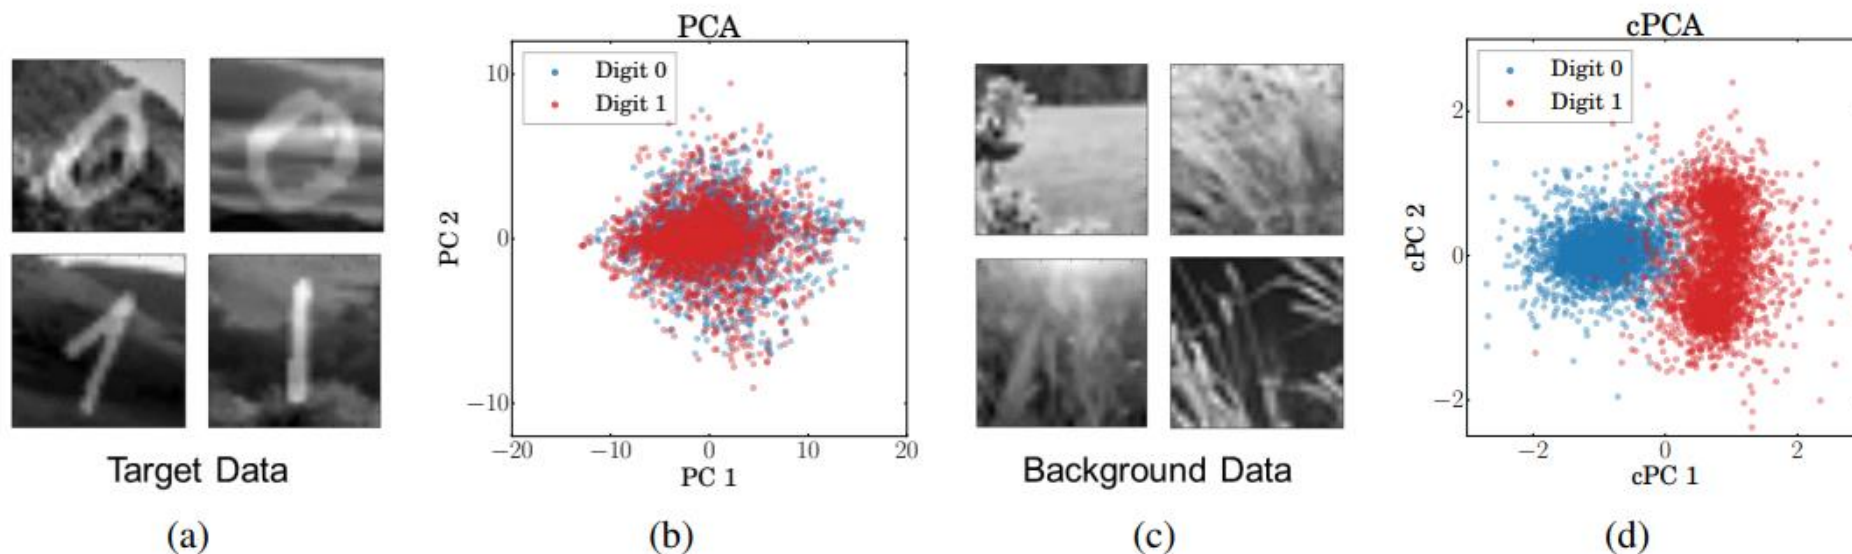 PCA
Digit 0
Digit 1
10
0
−10
PC 2
−20
−10
0
10
20
PC 1
cPCA
Digit 0
Digit 1
2
0
−2
cPC 2
−2
0
2
cPC 1
Target Data
Background Data
(a)
(b)
(c)
(d)